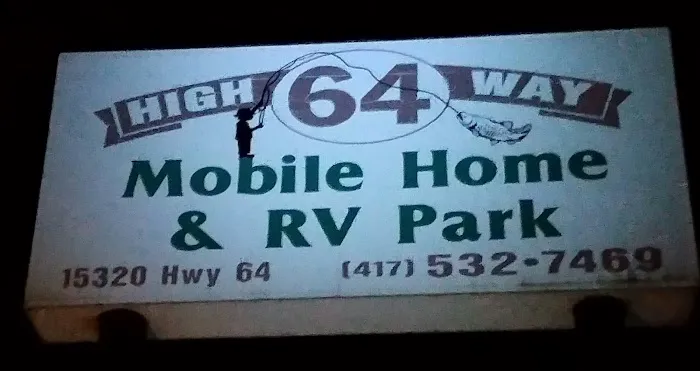 HIGH 64 WAY
Mobile Home
& RV Park
15320 Hwy 64 (417) 532-7469